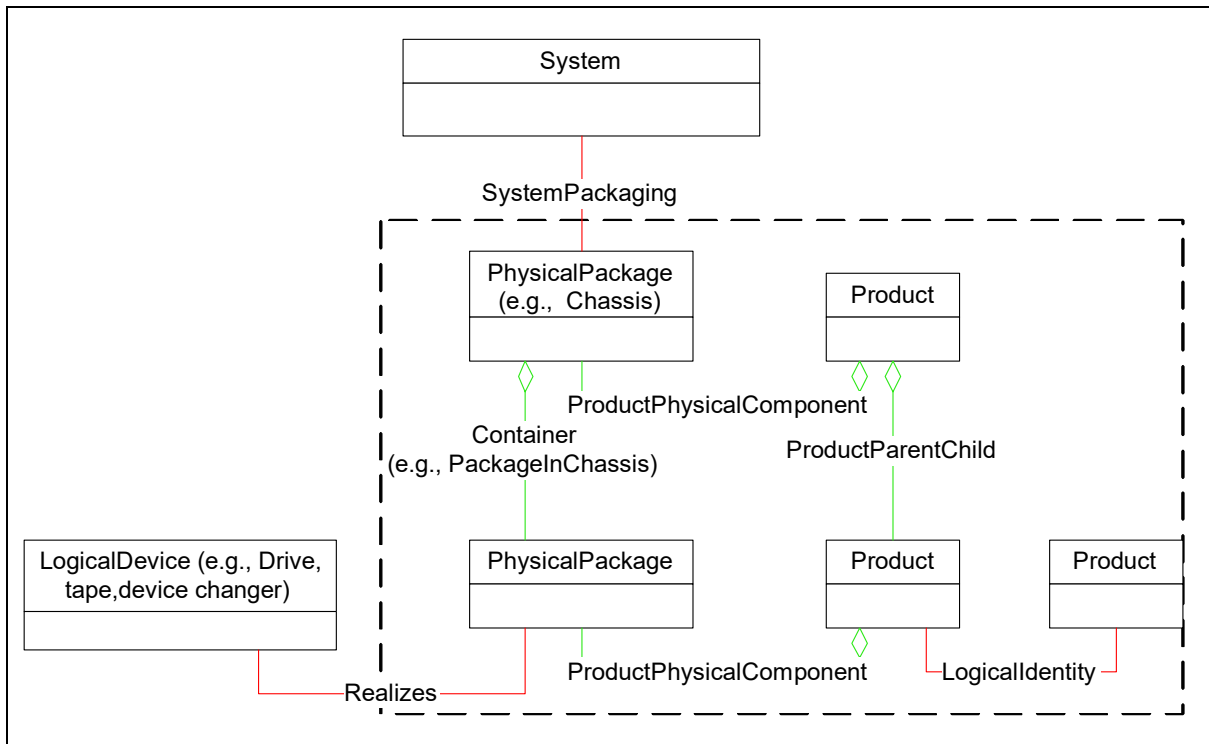 System
SystemPackaging
PhysicalPackage
(e.g., Chassis)
Product
ProductPhysicalComponent
Container
(e.g., PackageInChassis)
ProductParentChild
LogicalDevice (e.g., Drive,
tape,device changer)
PhysicalPackage
Product
Product
ProductPhysicalComponent
LogicalIdentity
Realizes